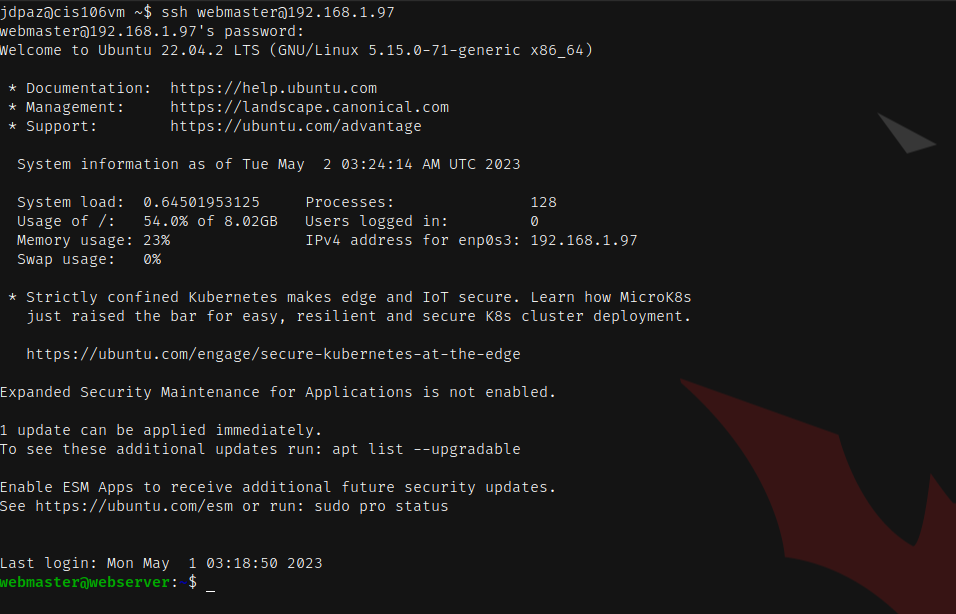 jdpaz@cis106vm ~$ ssh webmaster@192.168.1.97
webmaster@192.168.1.97's password:
Welcome to Ubuntu 22.04.2 LTS (GNU/Linux 5.15.0-71-generic x86_64)

 * Documentation:  https://help.ubuntu.com
 * Management:     https://landscape.canonical.com
 * Support:        https://ubuntu.com/advantage

  System information as of Tue May  2 03:24:14 AM UTC 2023

  System load:  0.64501953125     Processes:               128
  Usage of /:   54.0% of 8.02GB   Users logged in:         0
  Memory usage: 23%               IPv4 address for enp0s3: 192.168.1.97
  Swap usage:   0%

 * Strictly confined Kubernetes makes edge and IoT secure. Learn how MicroK8s
   just raised the bar for easy, resilient and secure K8s cluster deployment.

   https://ubuntu.com/engage/secure-kubernetes-at-the-edge

Expanded Security Maintenance for Applications is not enabled.

1 update can be applied immediately.
To see these additional updates run: apt list --upgradable

Enable ESM Apps to receive additional future security updates.
See https://ubuntu.com/esm or run: sudo pro status


Last login: Mon May  1 03:18:50 2023
webmaster@webserver:~$ _